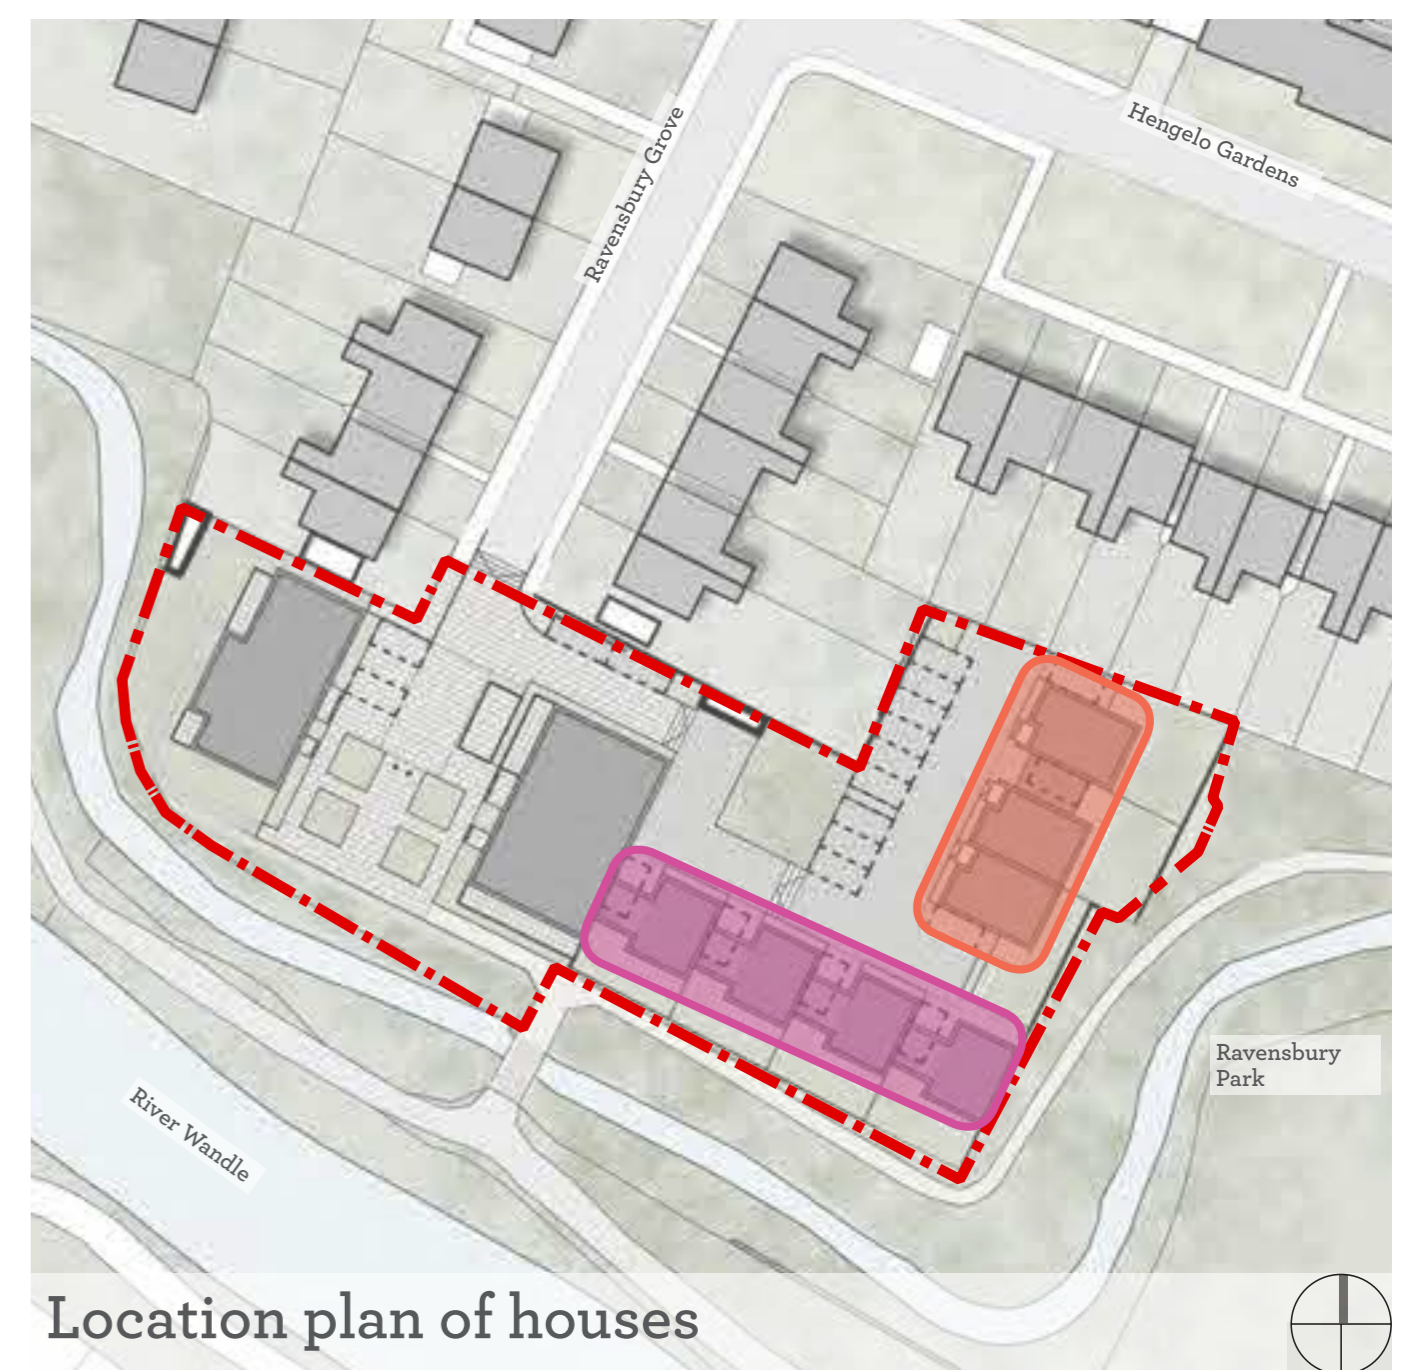 Hengelo Gardens
Ravensbury Grove
Ravensbury
Park
River Wandle
Location plan of houses